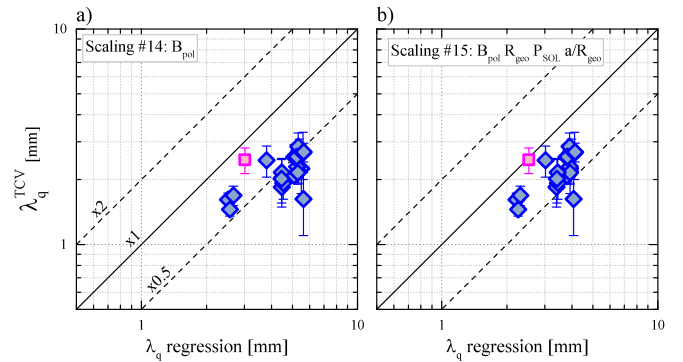 a)
b)
Scaling #14: B_pol
Scaling #15: B_pol R_geo P_SOL a/R_geo
10
λ_q^TCV [mm]
1
x2
x1
x0.5
1
10
1
10
λ_q regression [mm]
λ_q regression [mm]